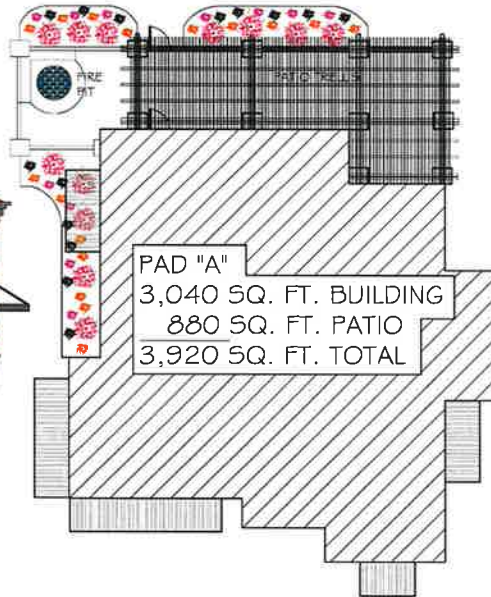 FIRE
PIT
PATIO TRELLIS
PAD "A"
3,040 SQ. FT. BUILDING
880 SQ. FT. PATIO
3,920 SQ. FT. TOTAL